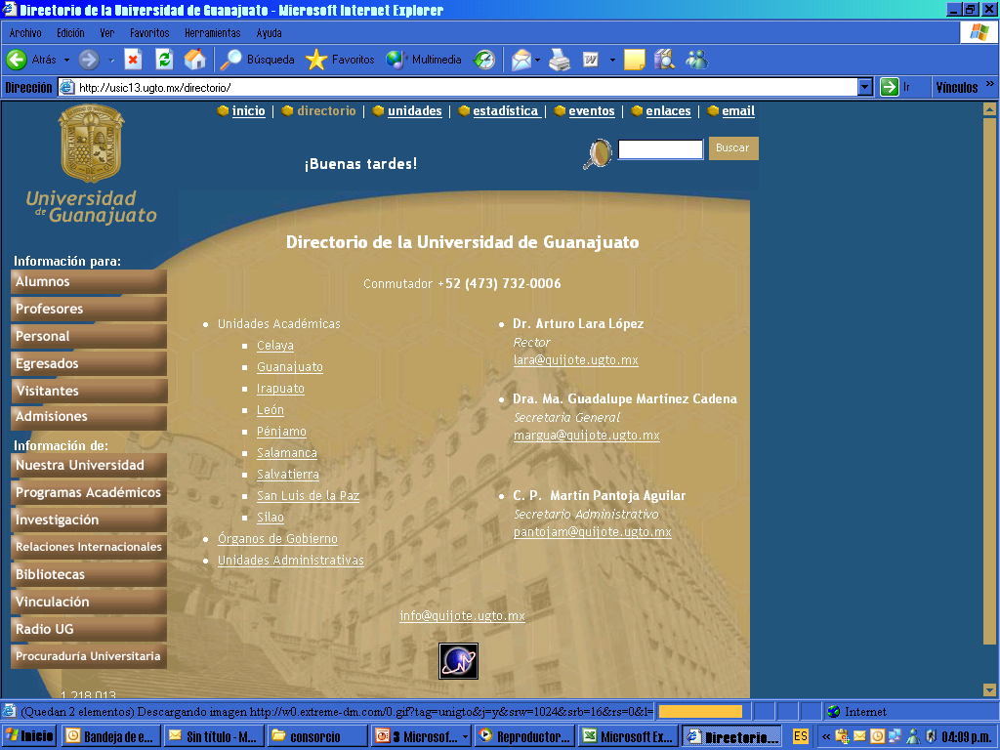 Directorio de la Universidad de Guanajuato - Microsoft Internet Explorer
Archivo Edición Ver Favoritos Herramientas Ayuda
Atrás Búsqueda Favoritos Multimedia
Dirección http://usic13.ugto.mx/directorio/ Ir Vínculos »
inicio | directorio | unidades | estadística | eventos | enlaces | email
¡Buenas tardes!
Buscar
Universidad
de Guanajuato
Directorio de la Universidad de Guanajuato
Conmutador +52 (473) 732-0006
Información para:
Alumnos
Profesores
Personal
Egresados
Visitantes
Admisiones
Información de:
Nuestra Universidad
Programas Académicos
Investigación
Relaciones Internacionales
Bibliotecas
Vinculación
Radio UG
Procuraduría Universitaria
1,218,013
Unidades Académicas
Celaya
Guanajuato
Irapuato
León
Pénjamo
Salamanca
Salvatierra
San Luis de la Paz
Silao
Órganos de Gobierno
Unidades Administrativas
Dr. Arturo Lara López
Rector
lara@quijote.ugto.mx
Dra. Ma. Guadalupe Martínez Cadena
Secretaria General
margua@quijote.ugto.mx
C. P. Martín Pantoja Aguilar
Secretario Administrativo
pantojam@quijote.ugto.mx
info@quijote.ugto.mx
(Quedan 2 elementos) Descargando imagen http://w0.extreme-dm.com/0.gif?tag=unigto&j=y&srw=1024&srb=16&rs=0&l= Internet
Inicio Bandeja de e... Sin título - M... consorcio 3 Microsof... Reproductor... Microsoft Ex... Directorio... ES « 04:09 p.m.